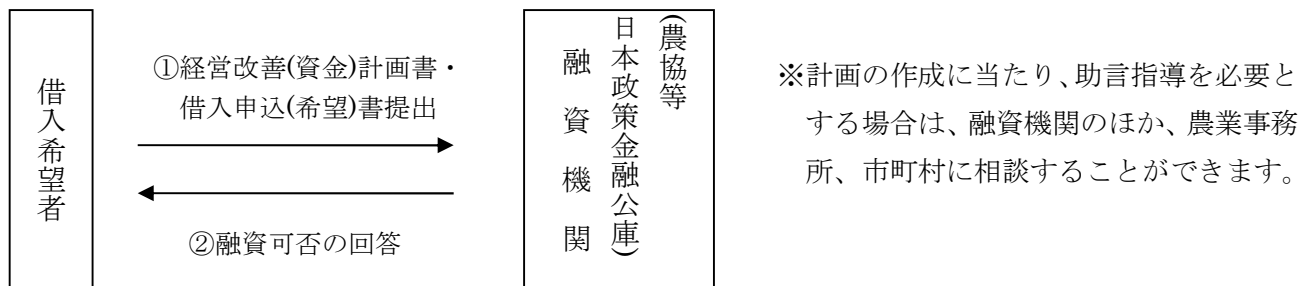 借入希望者
①経営改善(資金)計画書・
借入申込(希望)書提出
②融資可否の回答
(農協等
日本政策金融公庫)
融資機関
※計画の作成に当たり、助言指導を必要と
する場合は、融資機関のほか、農業事務
所、市町村に相談することができます。